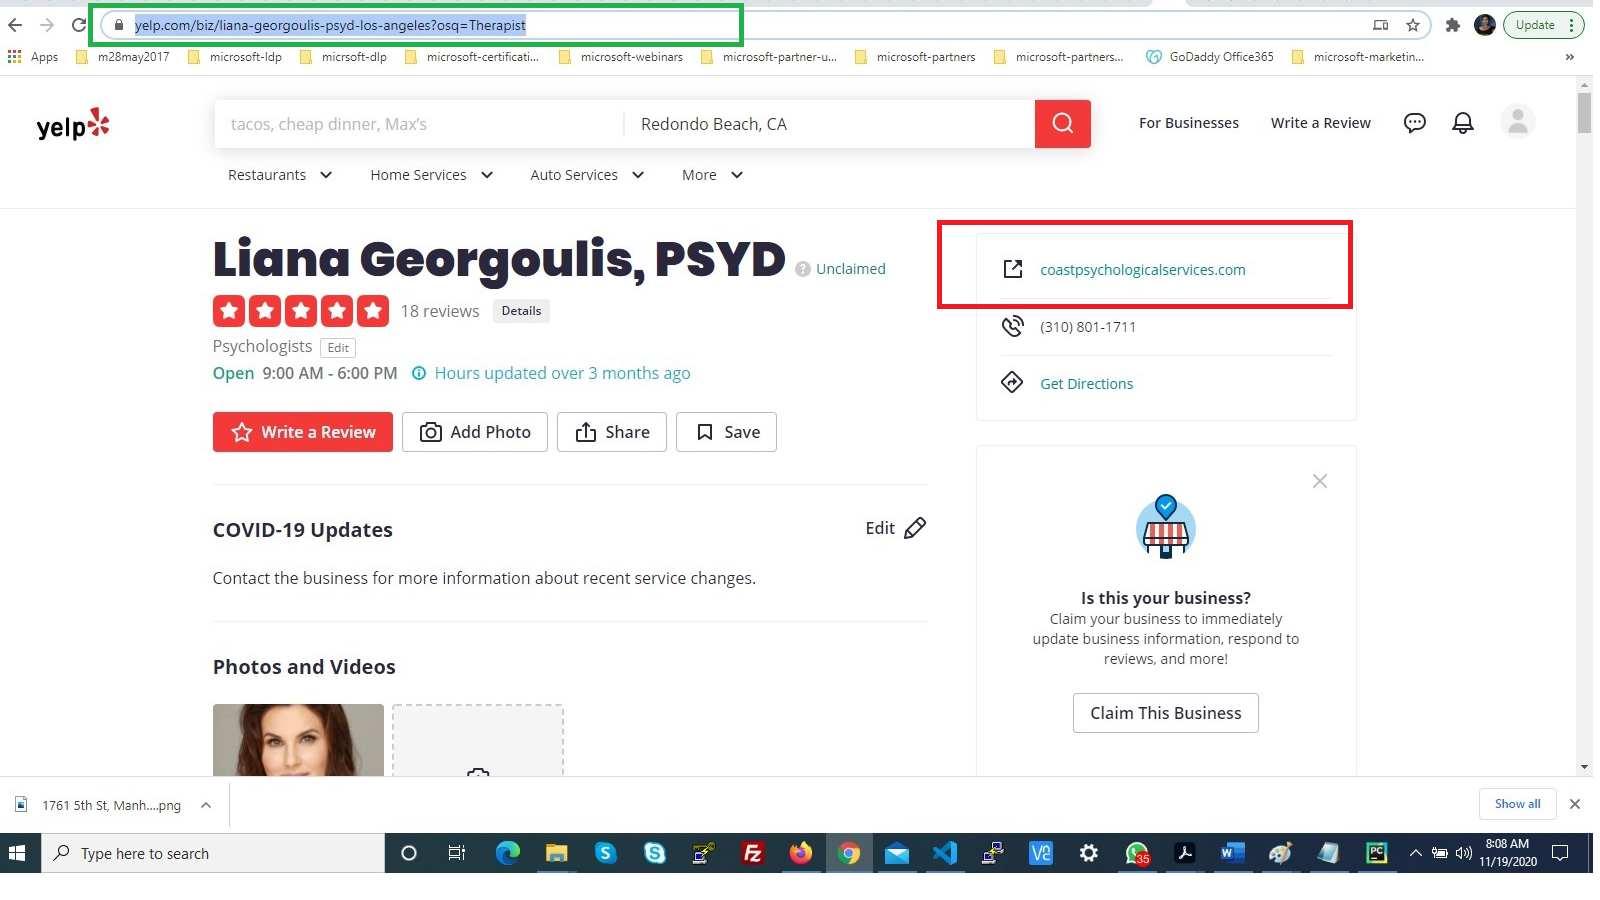 yelp.com/biz/liana-georgoulis-psyd-los-angeles?osq=Therapist
Update
Apps
m28may2017
microsoft-ldp
micrsoft-dlp
microsoft-certificati...
microsoft-webinars
microsoft-partner-u...
microsoft-partners
microsoft-partners...
GoDaddy Office365
microsoft-marketin...
»
yelp
tacos, cheap dinner, Max's
Redondo Beach, CA
For Businesses
Write a Review
Restaurants
Home Services
Auto Services
More
Liana Georgoulis, PSYD
Unclaimed
18 reviews
Details
Psychologists
Edit
Open 9:00 AM - 6:00 PM
Hours updated over 3 months ago
Write a Review
Add Photo
Share
Save
coastpsychologicalservices.com
(310) 801-1711
Get Directions
COVID-19 Updates
Edit
Contact the business for more information about recent service changes.
Photos and Videos
Is this your business?
Claim your business to immediately
update business information, respond to
reviews, and more!
Claim This Business
1761 5th St, Manh....png
Show all
Type here to search
35
8:08 AM
11/19/2020